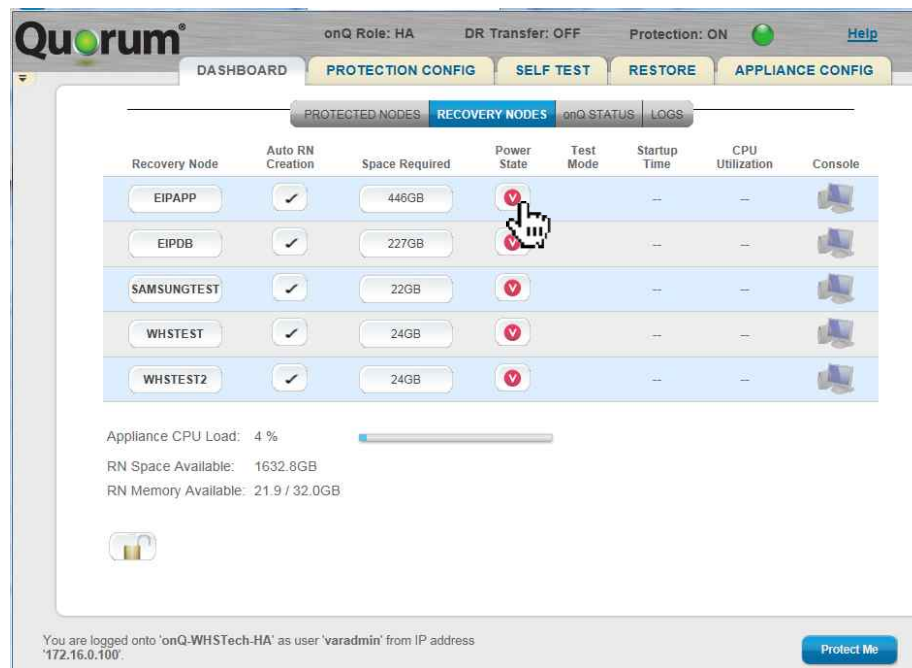 Quorum®
onQ Role: HA DR Transfer: OFF Protection: ON Help
DASHBOARD PROTECTION CONFIG SELF TEST RESTORE APPLIANCE CONFIG
PROTECTED NODES RECOVERY NODES onQ STATUS LOGS
Recovery Node Auto RN Creation Space Required Power State Test Mode Startup Time CPU Utilization Console
EIPAPP ✓ 446GB V -- --
EIPDB ✓ 227GB V -- --
SAMSUNGTEST ✓ 22GB V -- --
WHSTEST ✓ 24GB V -- --
WHSTEST2 ✓ 24GB V -- --
Appliance CPU Load: 4 %
RN Space Available: 1632.8GB
RN Memory Available: 21.9 / 32.0GB
You are logged onto 'onQ-WHSTech-HA' as user 'varadmin' from IP address
'172.16.0.100'.
Protect Me